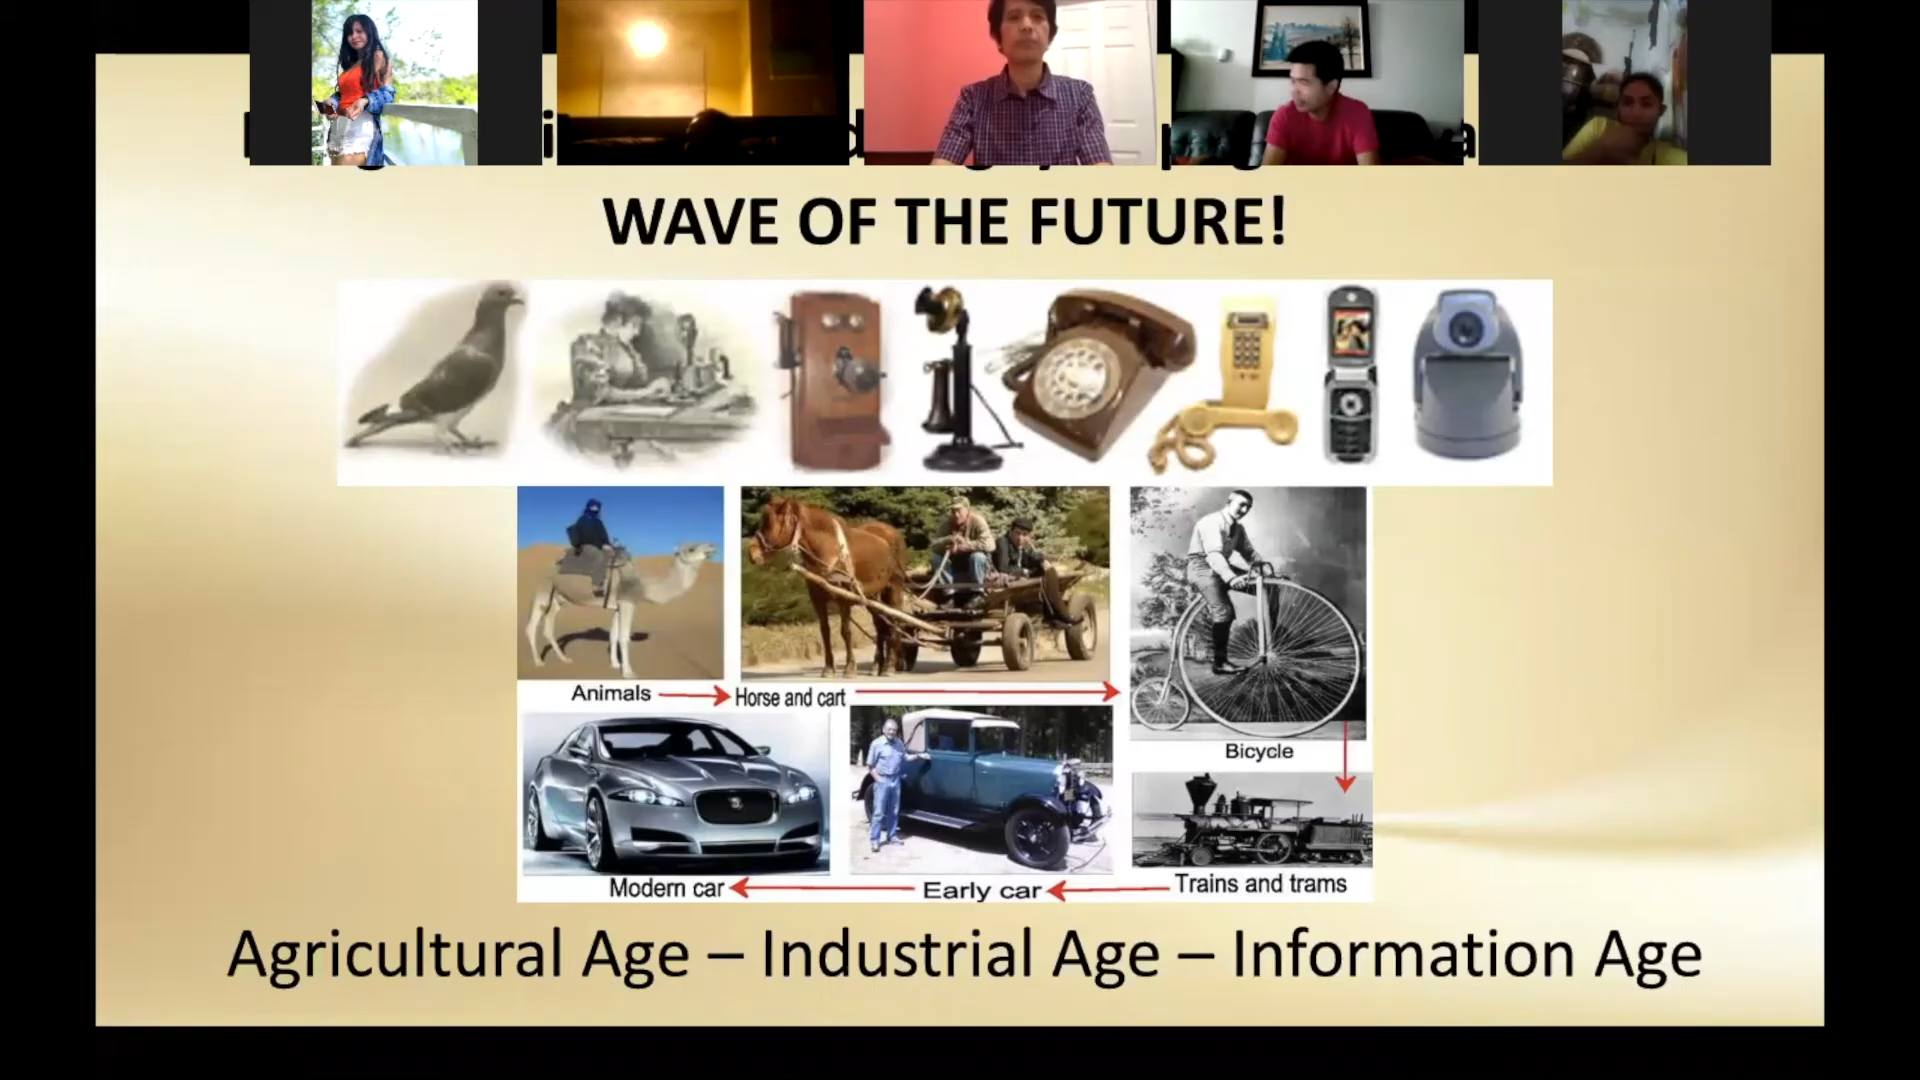 WAVE OF THE FUTURE!
Animals
Horse and cart
Bicycle
Modern car
Early car
Trains and trams
Agricultural Age – Industrial Age – Information Age